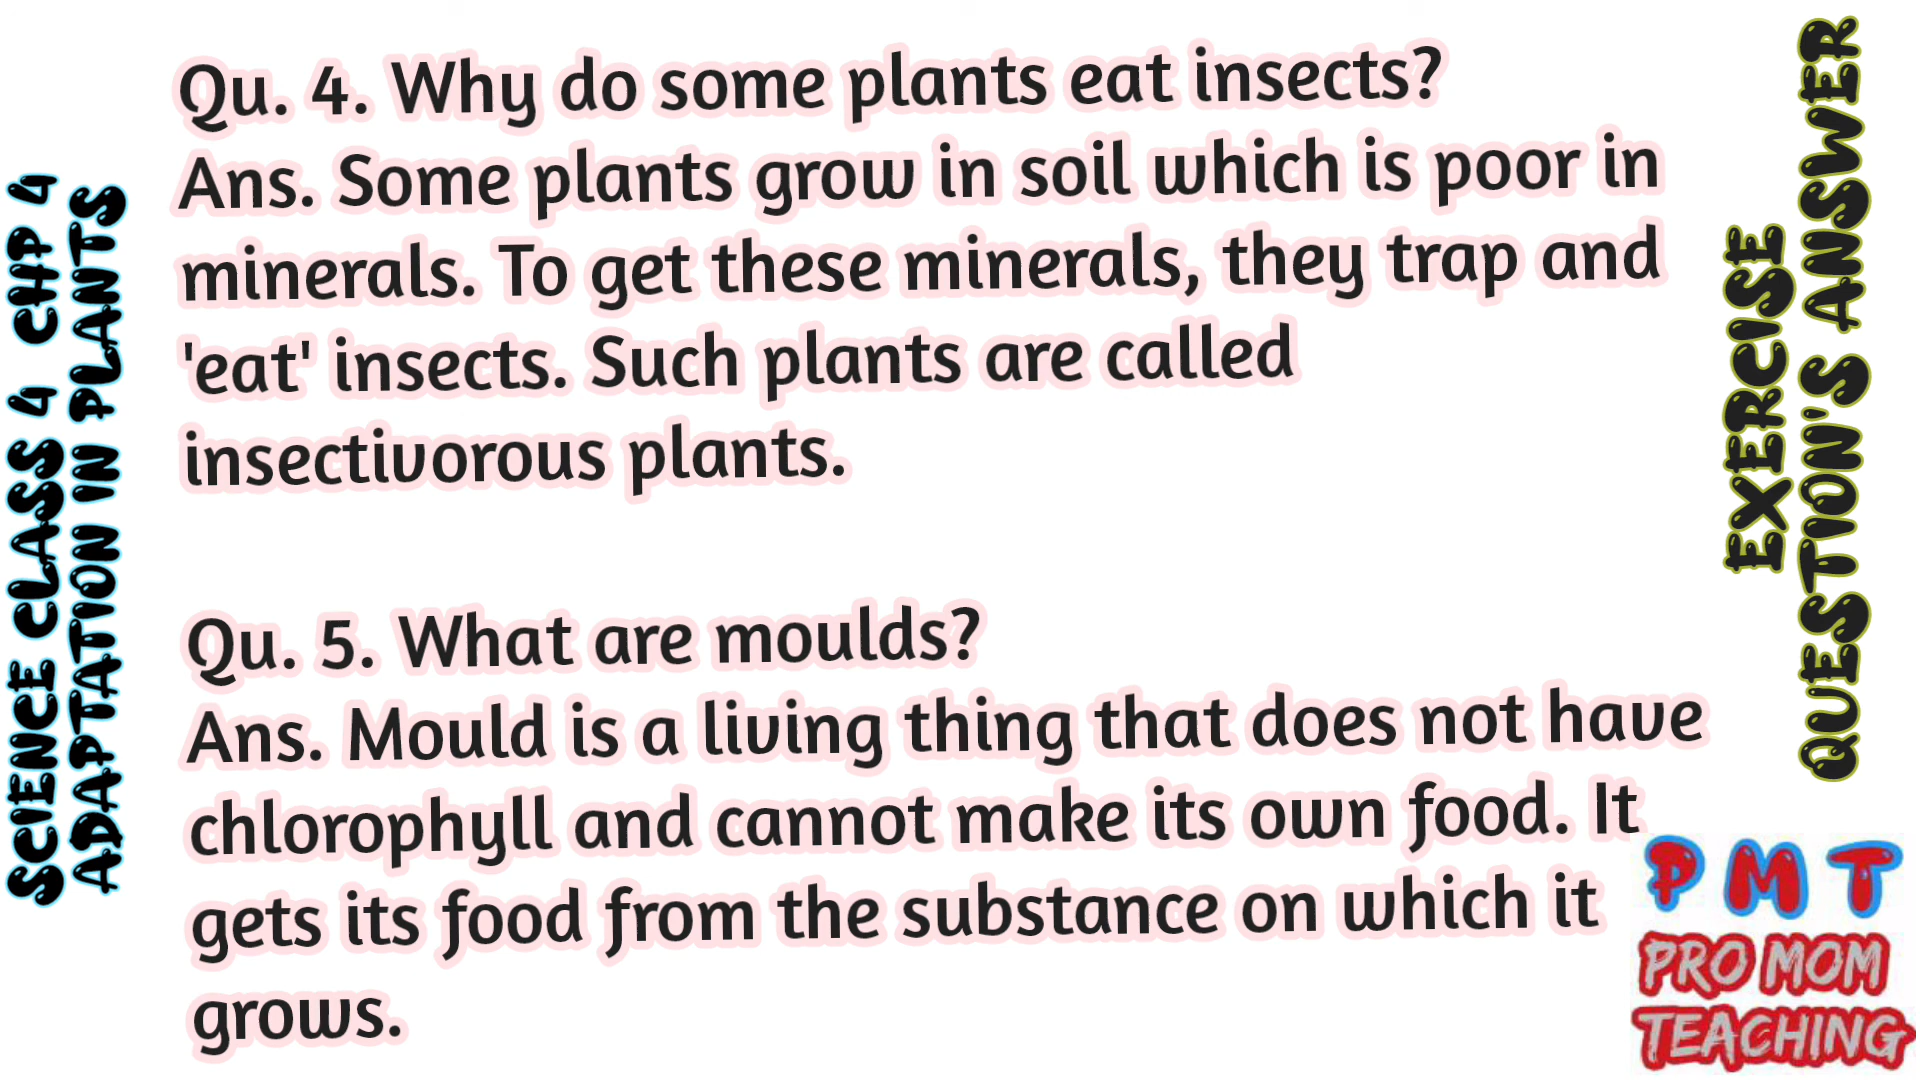 SCIENCE CLASS 4 CHP 4
ADAPTATION IN PLANTS
Qu. 4. Why do some plants eat insects?
Ans. Some plants grow in soil which is poor in
minerals. To get these minerals, they trap and
'eat' insects. Such plants are called
insectivorous plants.
Qu. 5. What are moulds?
Ans. Mould is a living thing that does not have
chlorophyll and cannot make its own food. It
gets its food from the substance on which it
grows.
EXERCISE
QUESTION'S ANSWER
PMT
PRO MOM
TEACHING